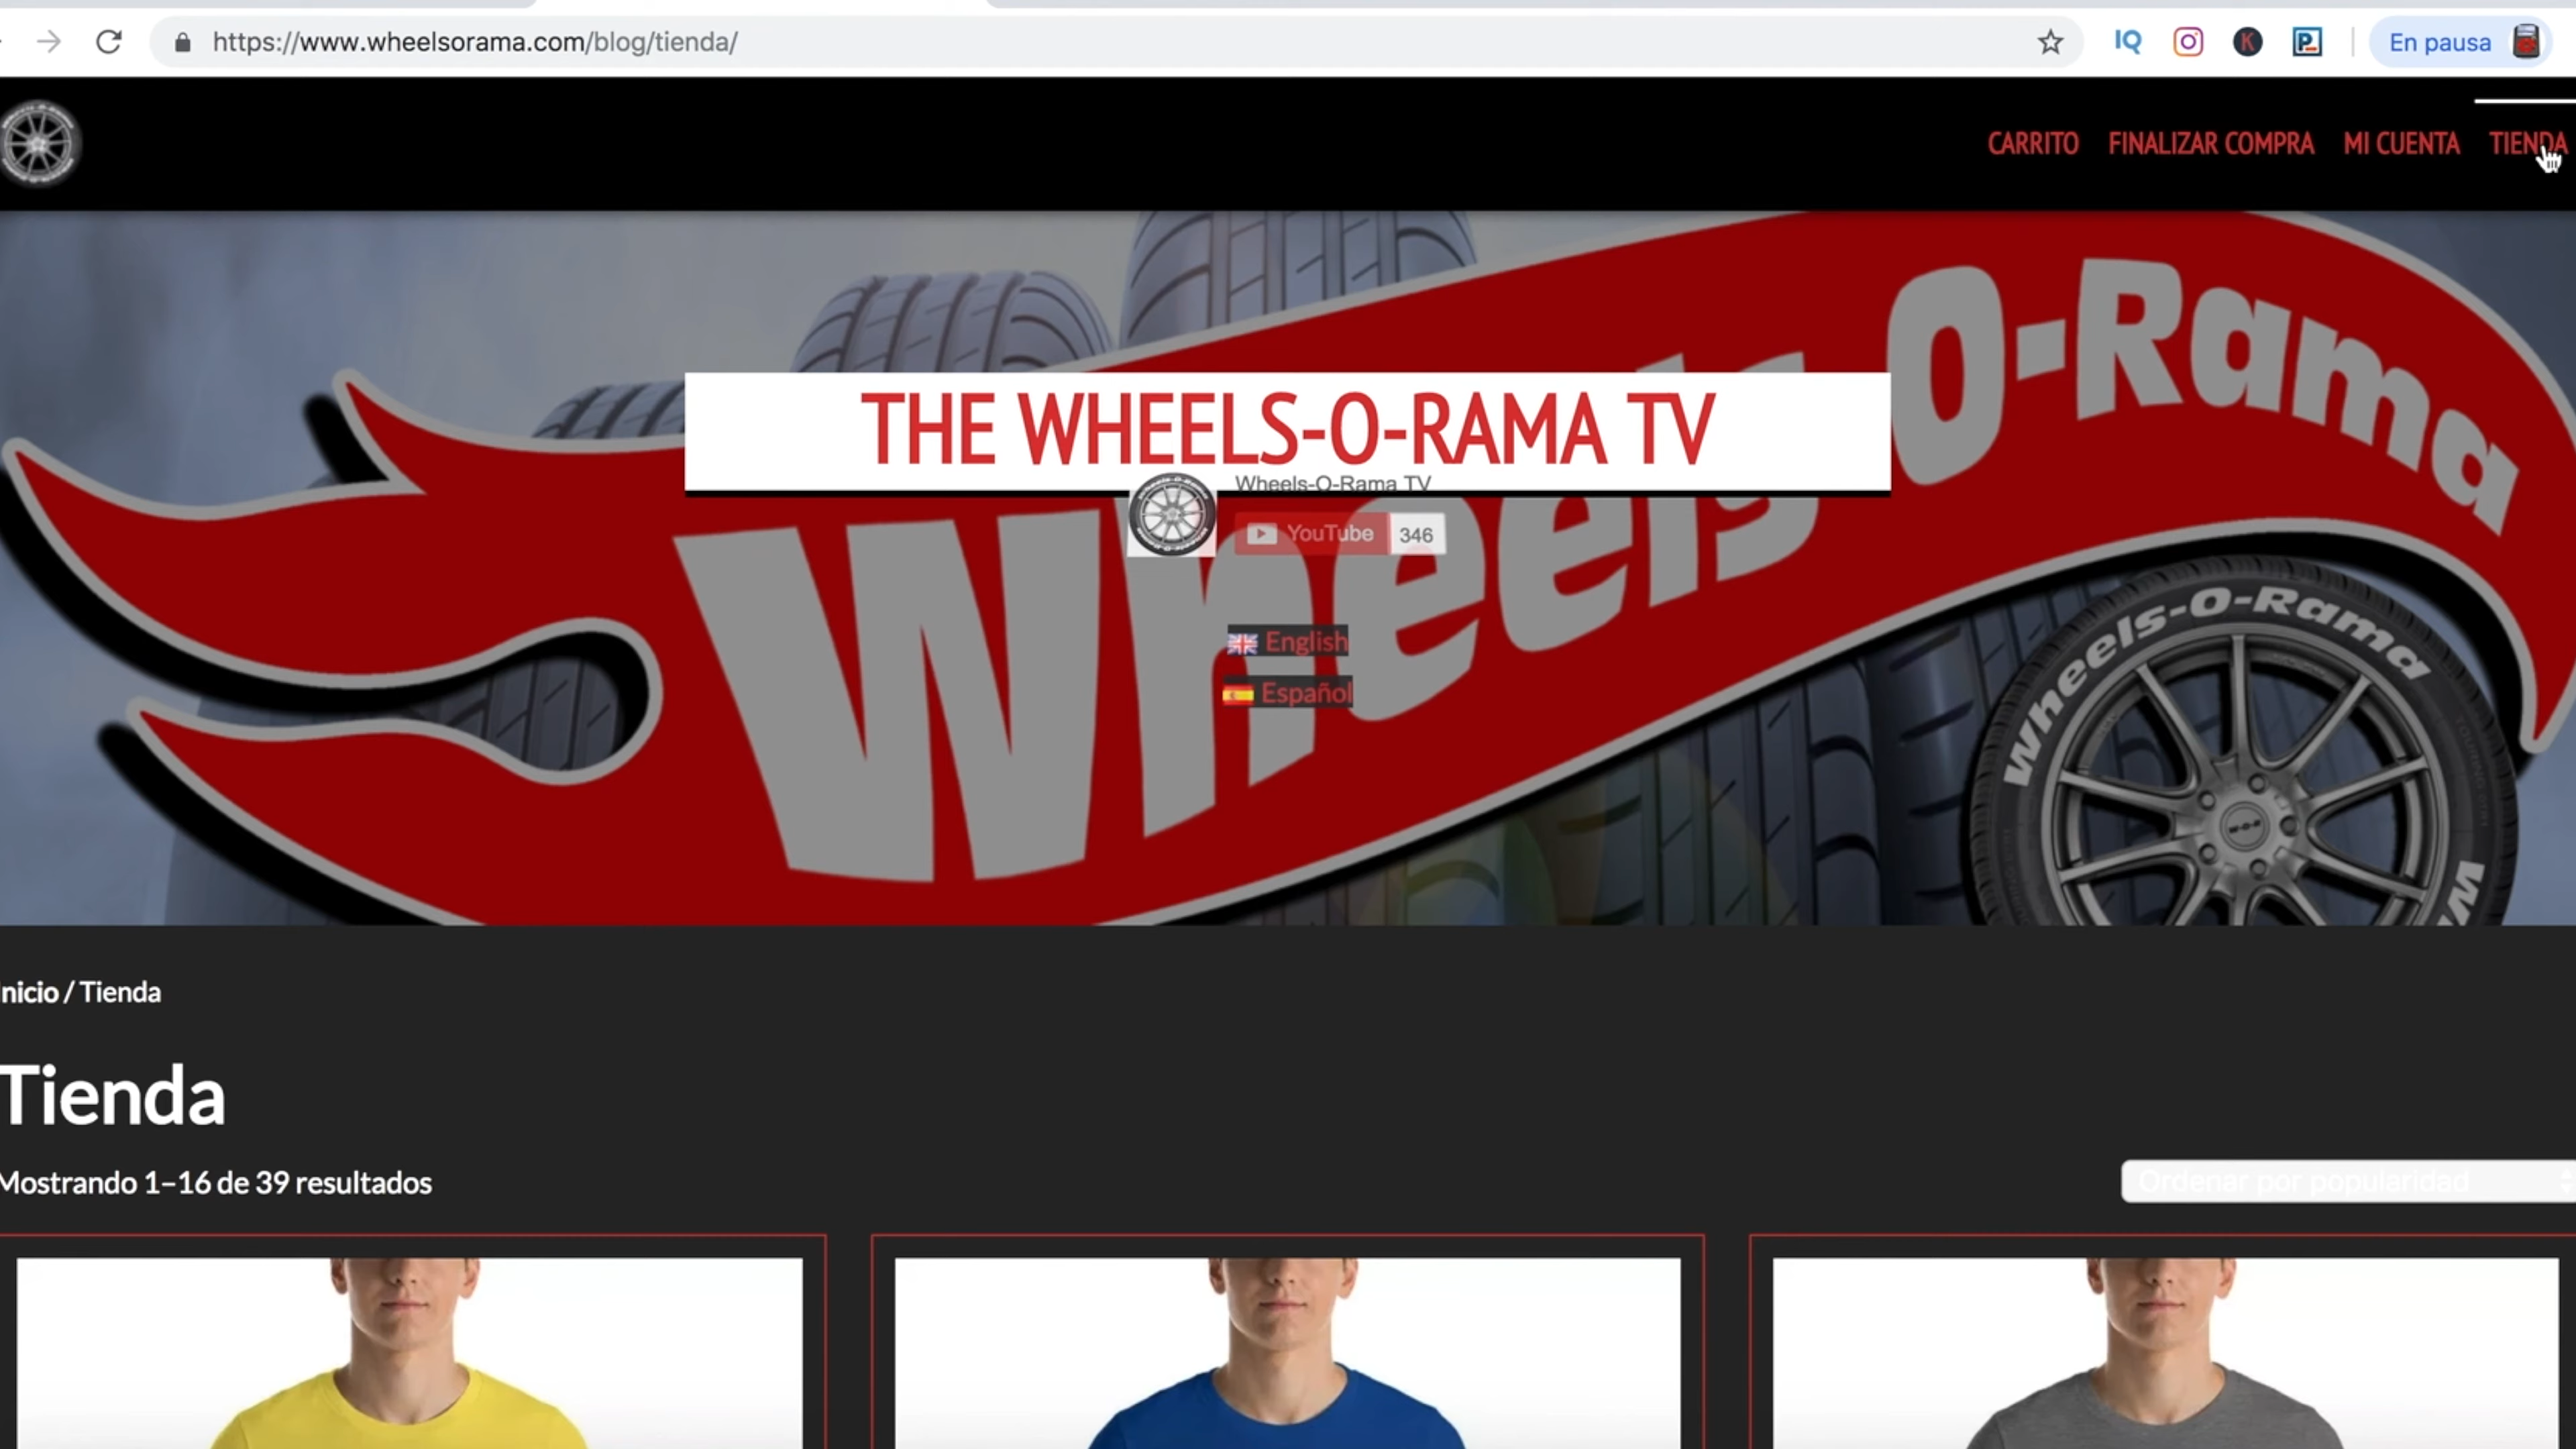 https://www.wheelsorama.com/blog/tienda/
En pausa
CARRITO FINALIZAR COMPRA MI CUENTA TIENDA
Wheels O-Rama
THE WHEELS-O-RAMA TV
Wheels-O-Rama TV
YouTube 346
English
Español
Wheels-O-Rama
W-O-R
nicio / Tienda
Tienda
Mostrando 1–16 de 39 resultados
Ordenar por popularidad